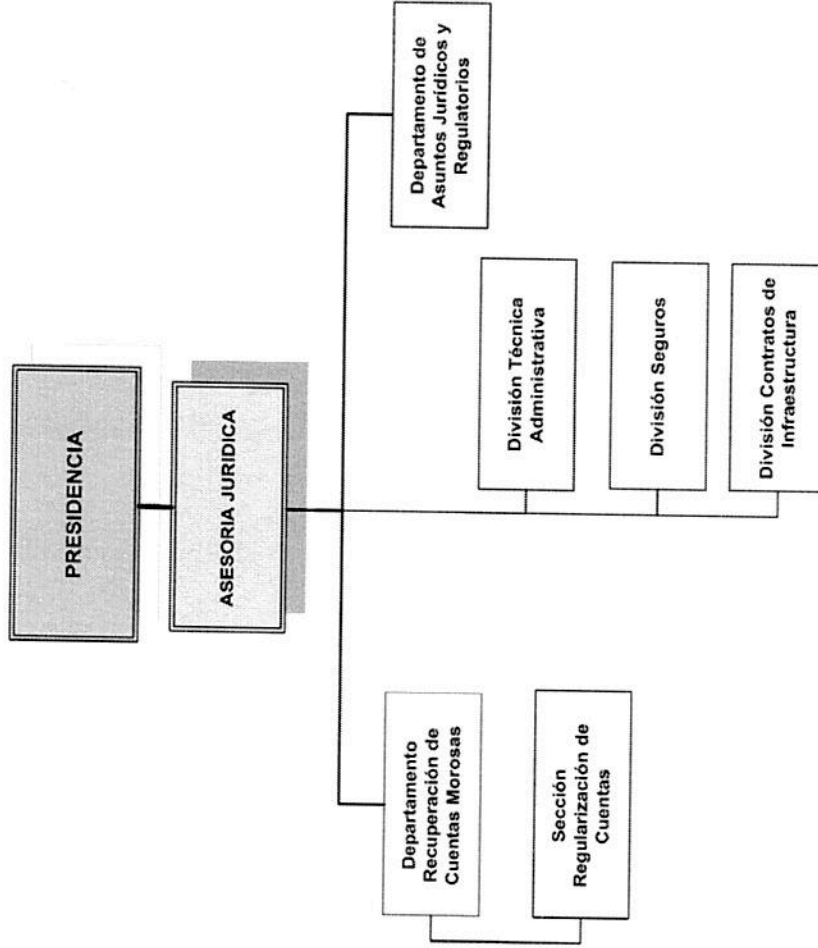 PRESIDENCIA
ASESORIA JURIDICA
Departamento
Recuperación de
Cuentas Morosas
Sección
Regularización de
Cuentas
División Técnica
Administrativa
División Seguros
División Contratos de
Infraestructura
Departamento de
Asuntos Jurídicos y
Regulatorios